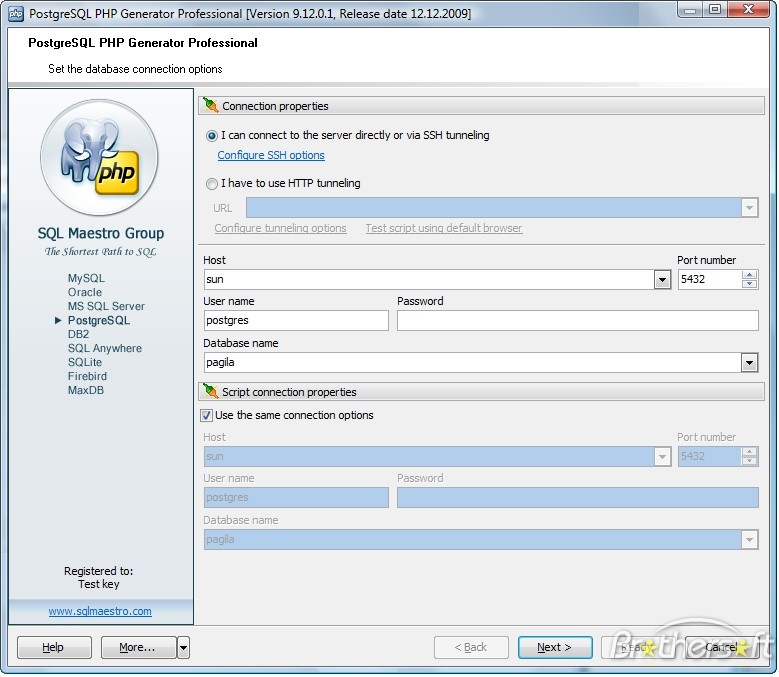 PostgreSQL PHP Generator Professional [Version 9.12.0.1, Release date 12.12.2009]
PostgreSQL PHP Generator Professional
Set the database connection options
php
SQL Maestro Group
The Shortest Path to SQL
MySQL
Oracle
MS SQL Server
PostgreSQL
DB2
SQL Anywhere
SQLite
Firebird
MaxDB
Registered to:
Test key
www.sqlmaestro.com
Connection properties
I can connect to the server directly or via SSH tunneling
Configure SSH options
I have to use HTTP tunneling
URL
Configure tunneling options Test script using default browser
Host Port number
sun 5432
User name Password
postgres
Database name
pagila
Script connection properties
Use the same connection options
Host Port number
sun 5432
User name Password
postgres
Database name
pagila
Help More... < Back Next > Ready Cancel
Brothersoft